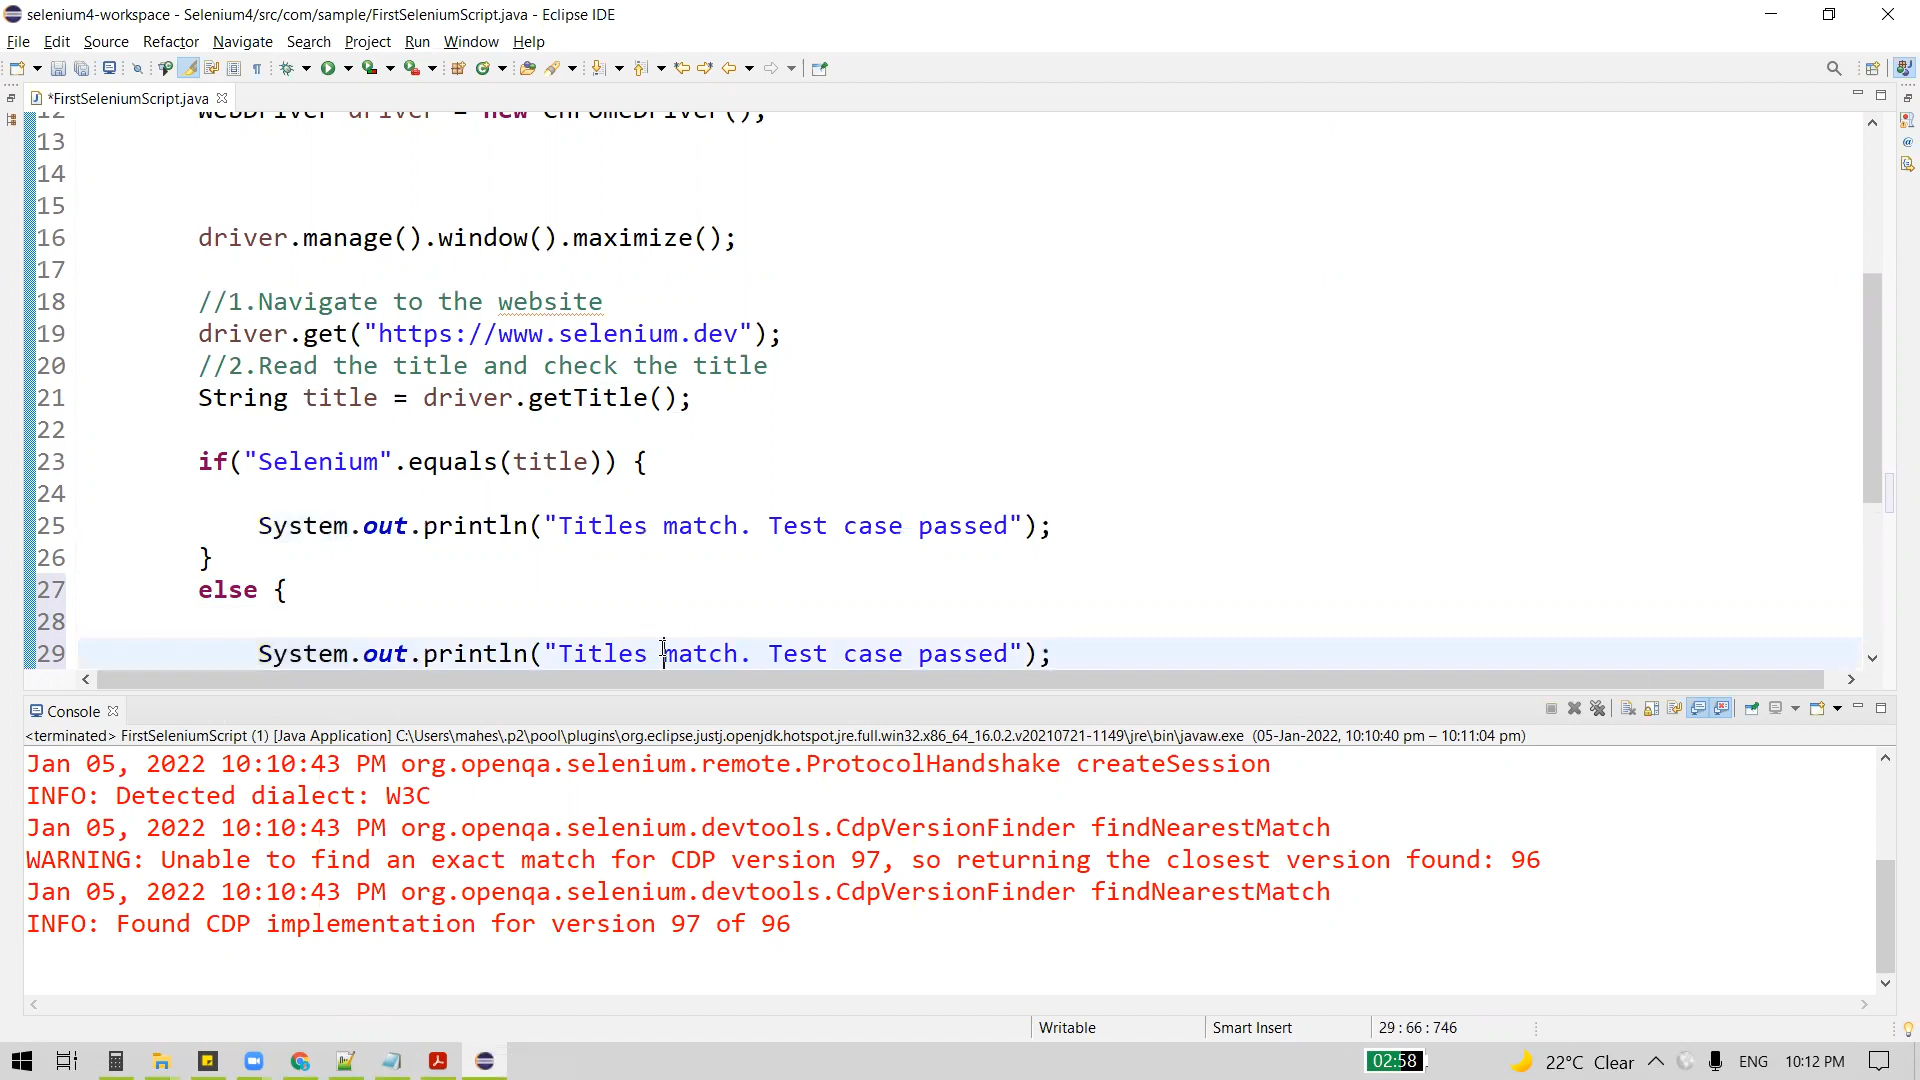 selenium4-workspace - Selenium4/src/com/sample/FirstSeleniumScript.java - Eclipse IDE
File Edit Source Refactor Navigate Search Project Run Window Help
*FirstSeleniumScript.java
12 WebDriver driver = new ChromeDriver();
13
14
15
16 driver.manage().window().maximize();
17
18 //1.Navigate to the website
19 driver.get("https://www.selenium.dev");
20 //2.Read the title and check the title
21 String title = driver.getTitle();
22
23 if("Selenium".equals(title)) {
24
25 System.out.println("Titles match. Test case passed");
26 }
27 else {
28
29 System.out.println("Titles match. Test case passed");
Console
<terminated> FirstSeleniumScript (1) [Java Application] C:\Users\mahes\.p2\pool\plugins\org.eclipse.justj.openjdk.hotspot.jre.full.win32.x86_64_16.0.2.v20210721-1149\jre\bin\javaw.exe (05-Jan-2022, 10:10:40 pm – 10:11:04 pm)
Jan 05, 2022 10:10:43 PM org.openqa.selenium.remote.ProtocolHandshake createSession
INFO: Detected dialect: W3C
Jan 05, 2022 10:10:43 PM org.openqa.selenium.devtools.CdpVersionFinder findNearestMatch
WARNING: Unable to find an exact match for CDP version 97, so returning the closest version found: 96
Jan 05, 2022 10:10:43 PM org.openqa.selenium.devtools.CdpVersionFinder findNearestMatch
INFO: Found CDP implementation for version 97 of 96
Writable Smart Insert 29 : 66 : 746
02:58 22°C Clear ENG 10:12 PM